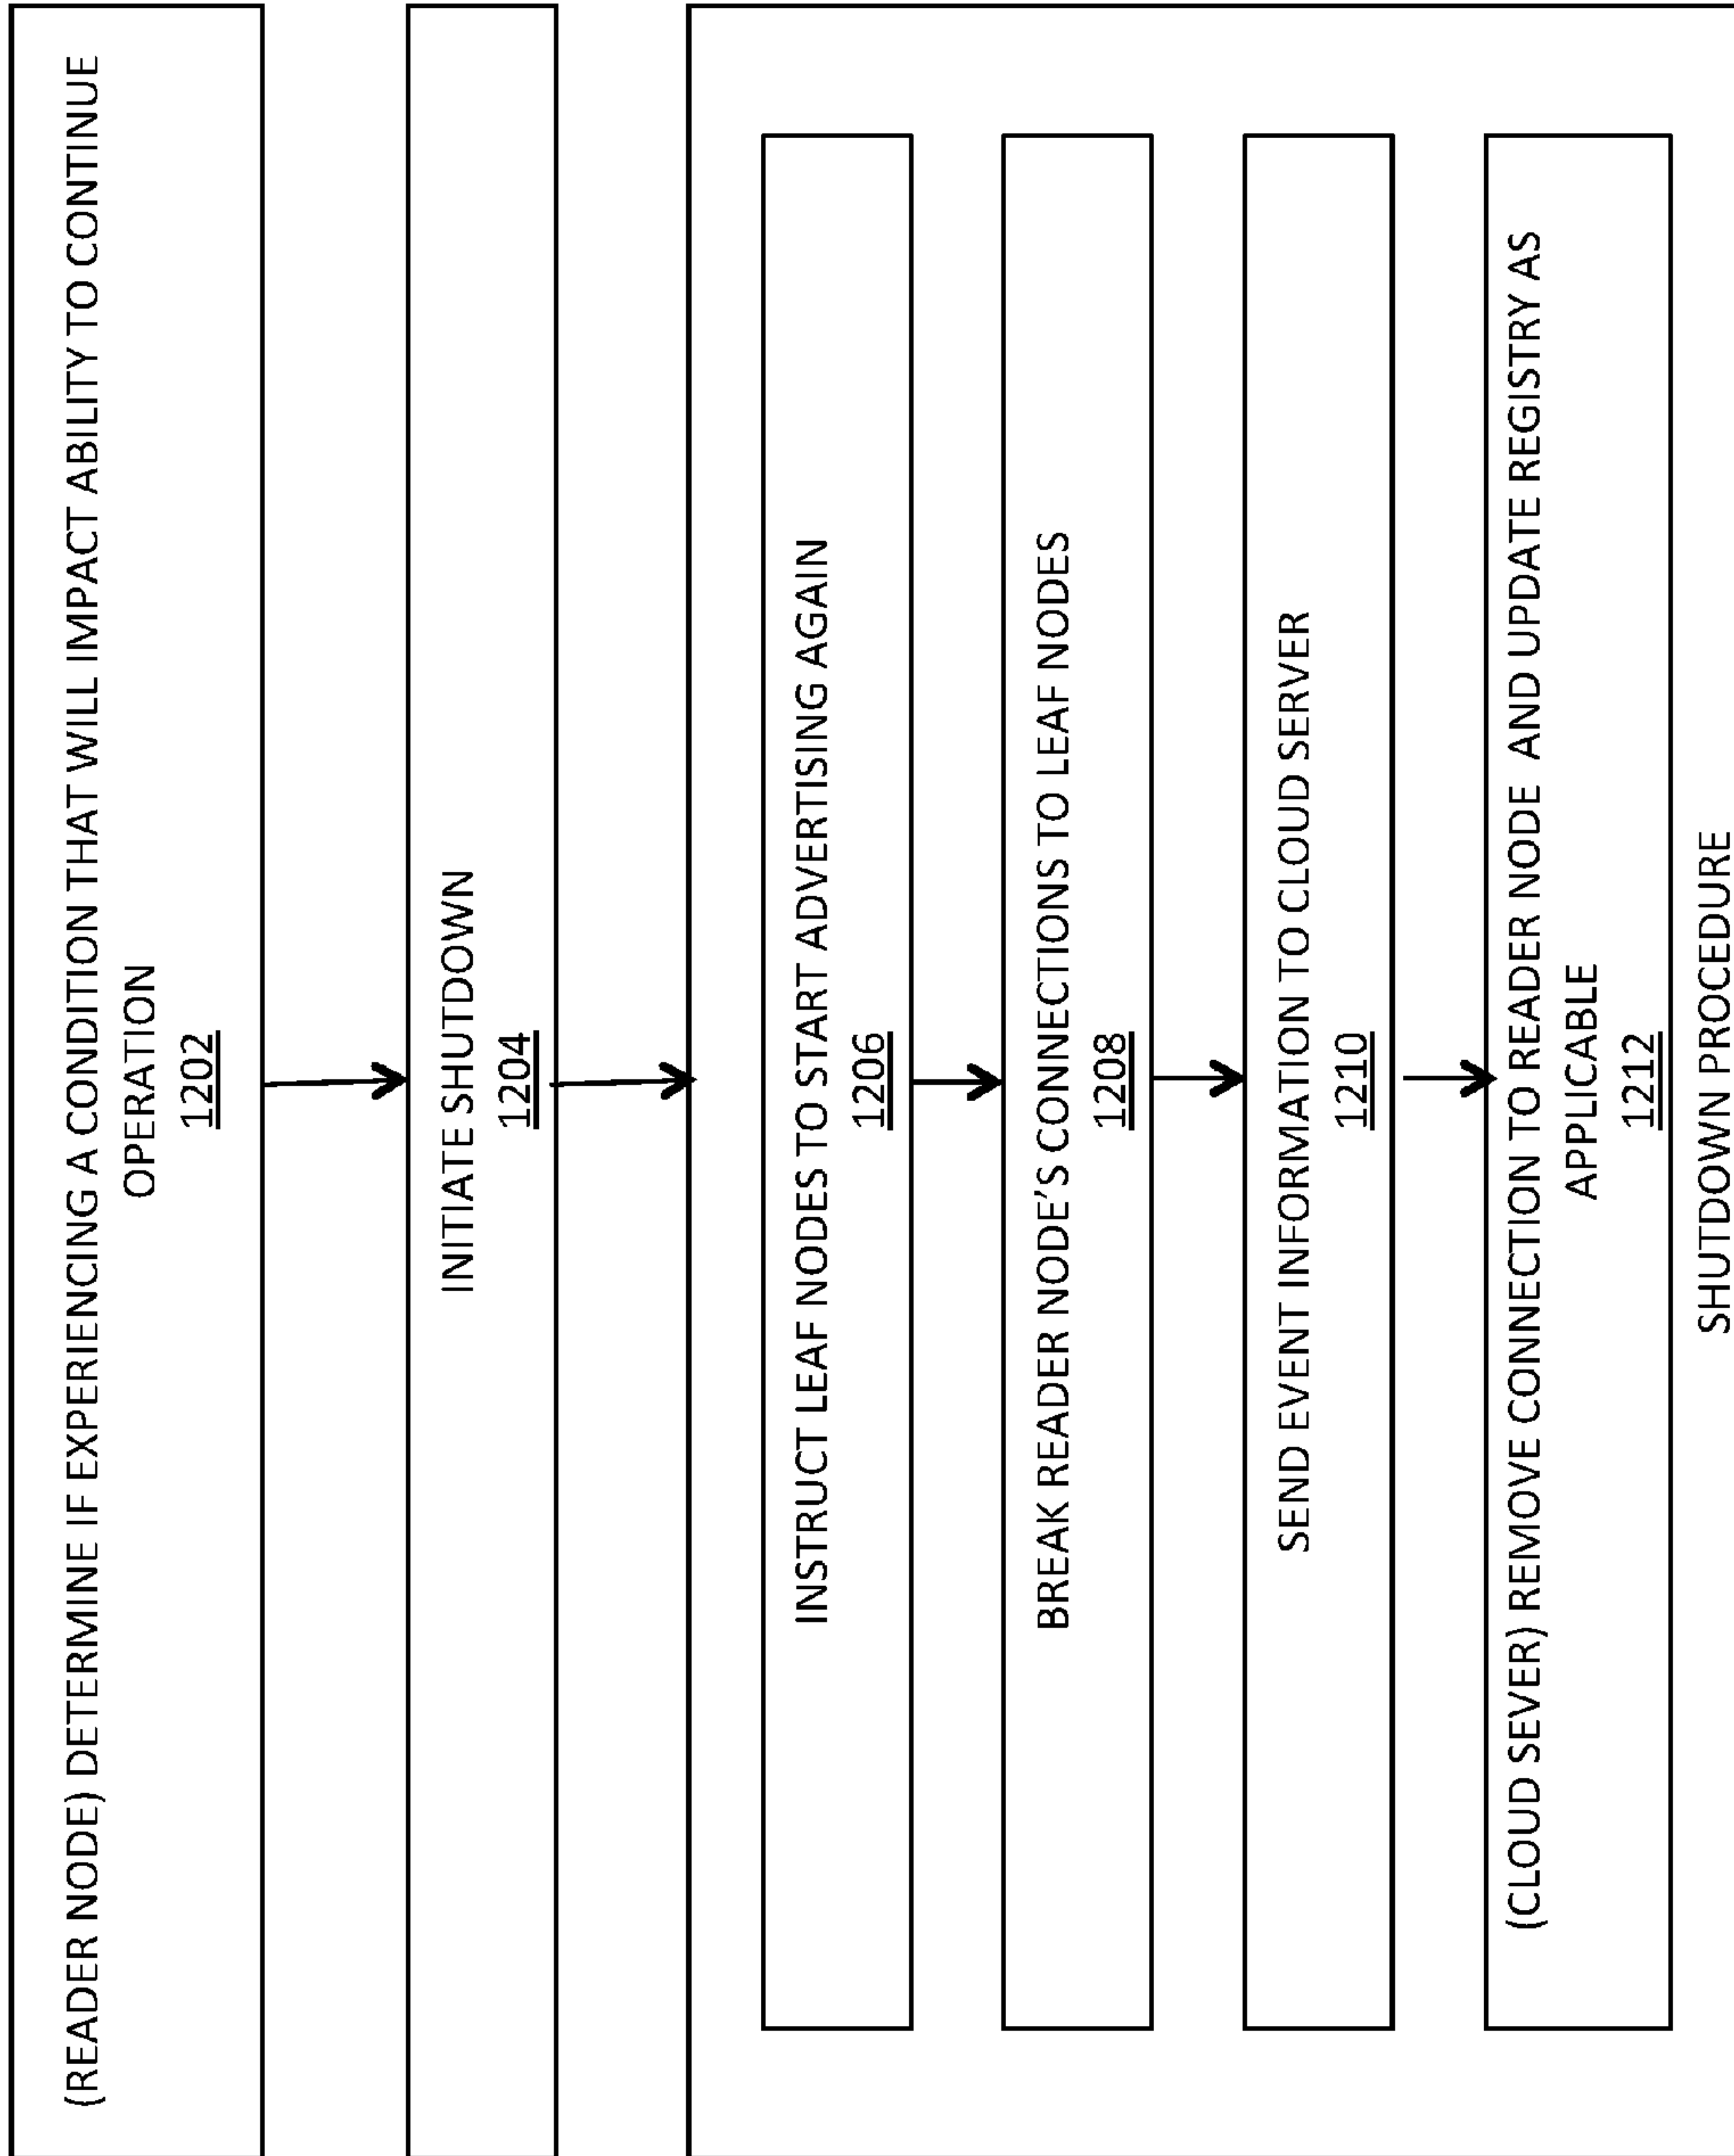 (READER NODE) DETERMINE IF EXPERIENCING A CONDITION THAT WILL IMPACT ABILITY TO CONTINUE
OPERATION
1202
INITIATE SHUTDOWN
1204
INSTRUCT LEAF NODES TO START ADVERTISING AGAIN
1206
BREAK READER NODE'S CONNECTIONS TO LEAF NODES
1208
SEND EVENT INFORMATION TO CLOUD SERVER
1210
(CLOUD SEVER) REMOVE CONNECTION TO READER NODE AND UPDATE REGISTRY AS
APPLICABLE
1212
SHUTDOWN PROCEDURE